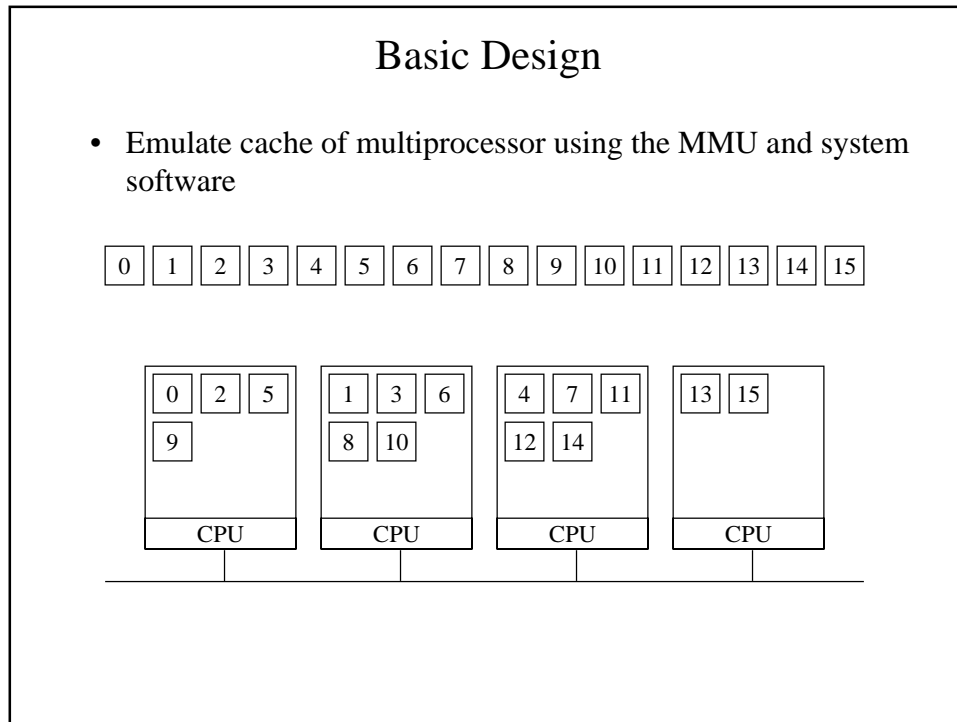 Basic Design
• Emulate cache of multiprocessor using the MMU and system
software
0 1 2 3 4 5 6 7 8 9 10 11 12 13 14 15
0 2 5 1 3 6 4 7 11 13 15
9 8 10 12 14
CPU CPU CPU CPU